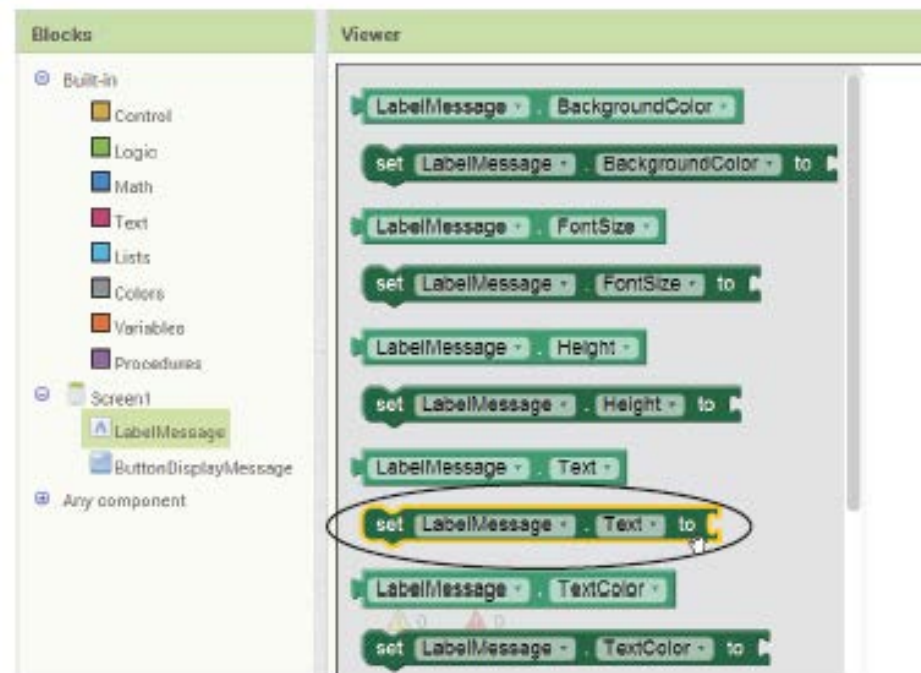 Blocks
Built-in
Control
Logic
Math
Text
Lists
Colors
Variables
Procedures
Screen1
LabelMessage
ButtonDisplayMessage
Any component
Viewer
LabelMessage . BackgroundColor
set LabelMessage . BackgroundColor to
LabelMessage . FontSize
set LabelMessage . FontSize to
LabelMessage . Height
set LabelMessage . Height to
LabelMessage . Text
set LabelMessage . Text to
LabelMessage . TextColor
0 0
set LabelMessage . TextColor to